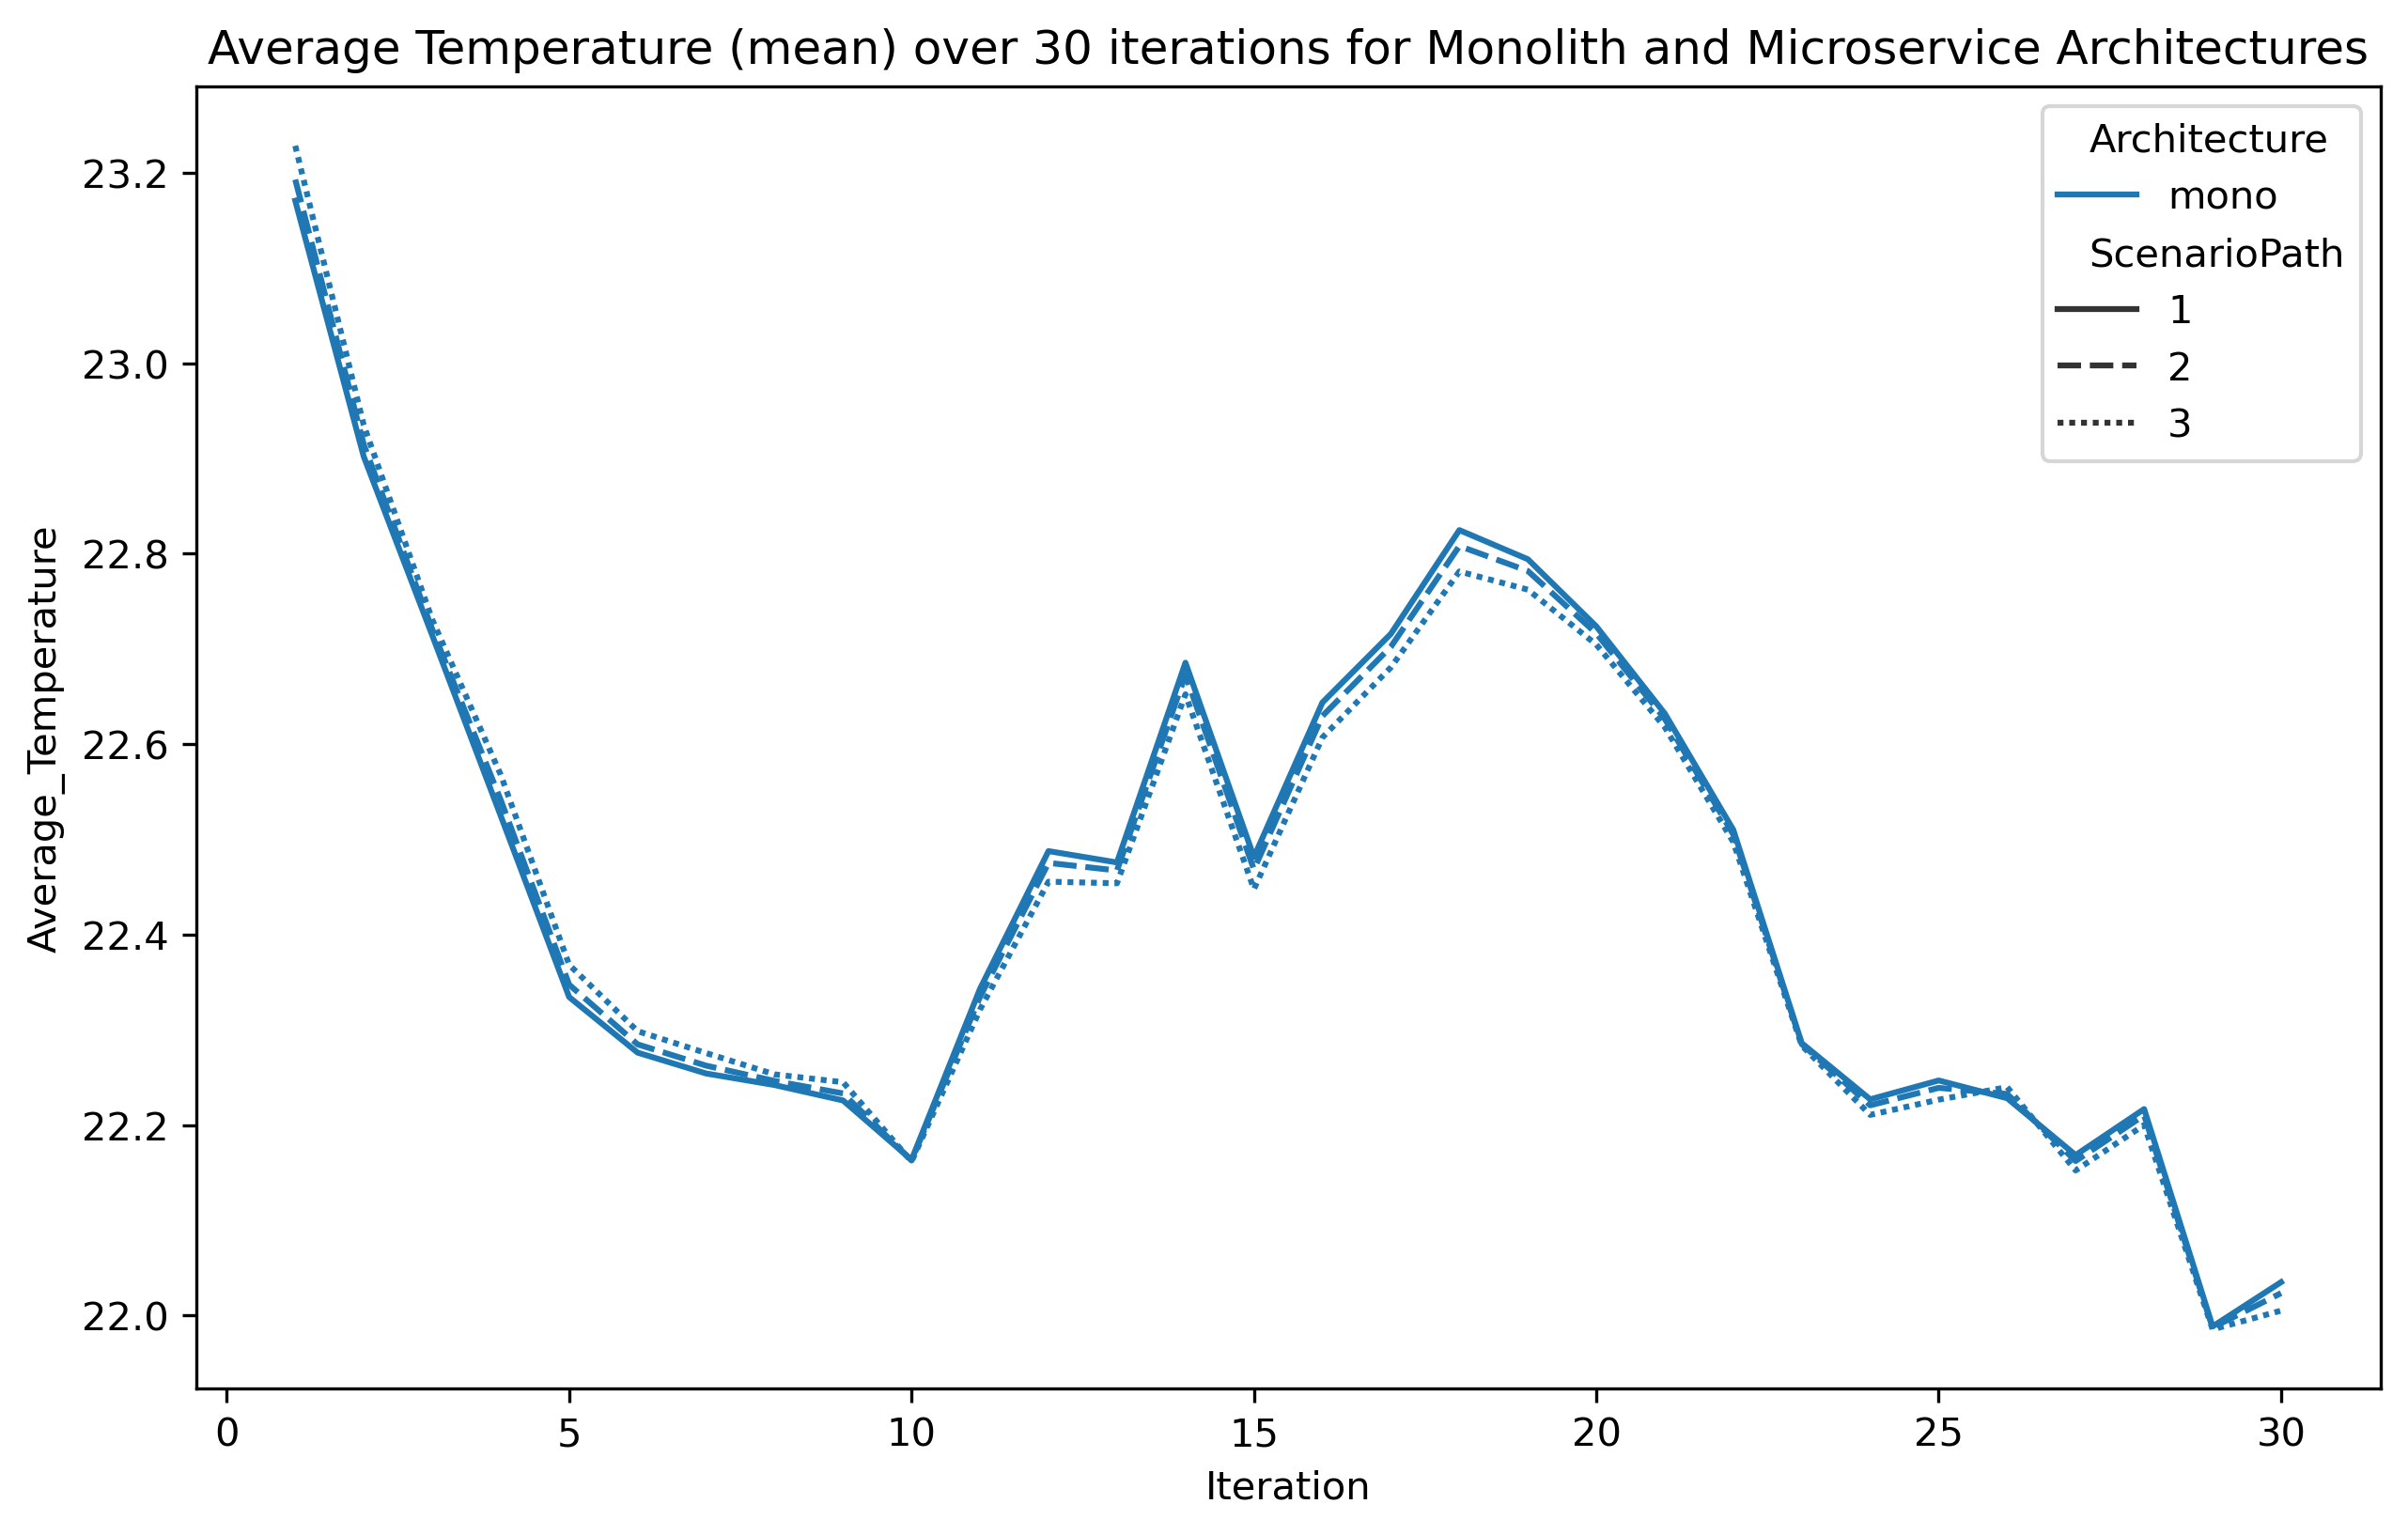 Average Temperature (mean) over 30 iterations for Monolith and Microservice Architectures
Architecture
mono
ScenarioPath
1
2
3
Average_Temperature
23.2
23.0
22.8
22.6
22.4
22.2
22.0
0 5 10 15 20 25 30
Iteration